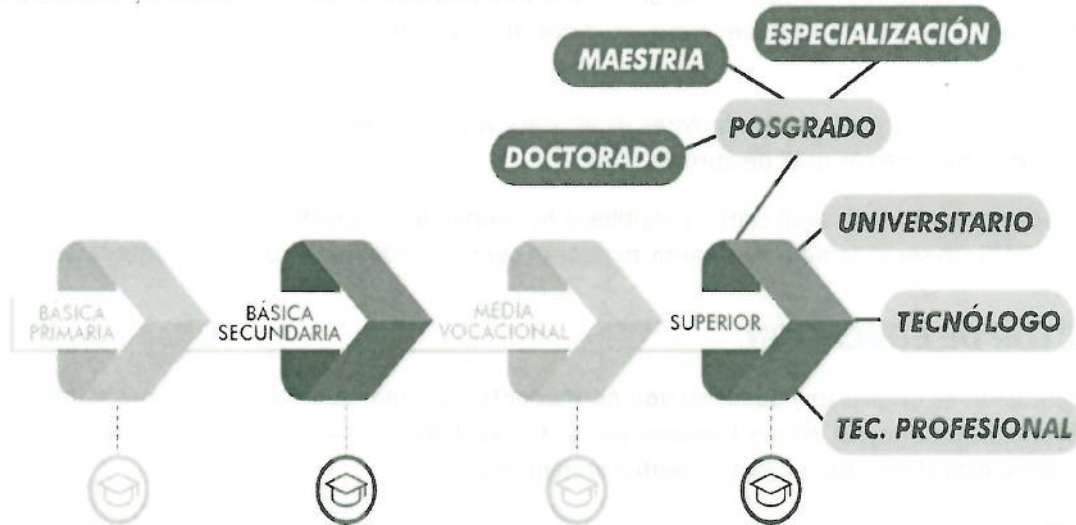 ESPECIALIZACIÓN
MAESTRIA
POSGRADO
DOCTORADO
UNIVERSITARIO
BÁSICA
PRIMARIA
BÁSICA
SECUNDARIA
MEDIA
VOCACIONAL
SUPERIOR
TECNÓLOGO
TEC. PROFESIONAL